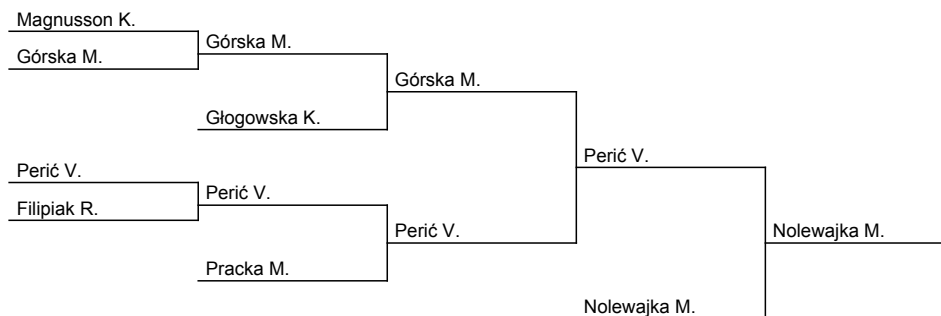 Magnusson K.
Górska M.
Górska M.
Górska M.
Głogowska K.
Perić V.
Perić V.
Perić V.
Filipiak R.
Perić V.
Nolewajka M.
Pracka M.
Nolewajka M.